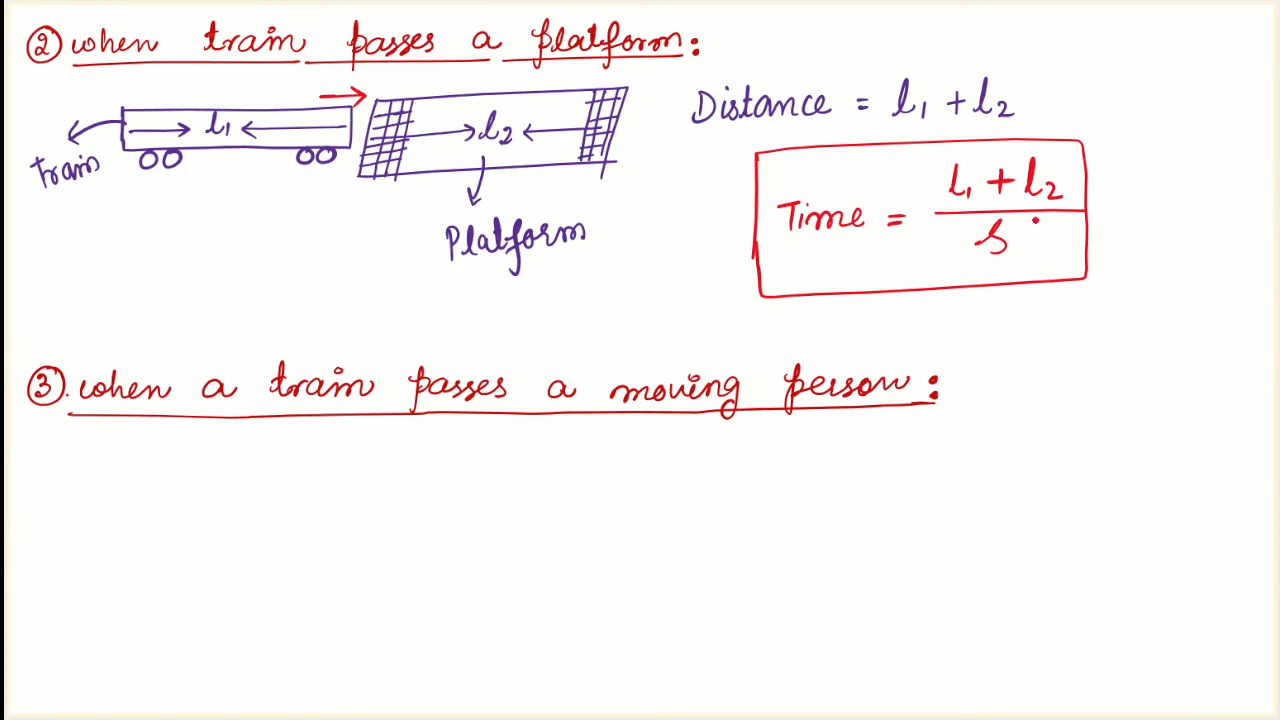 ② when train passes a platform:
l₁
l₂
train
Platform
Distance = l₁ + l₂
Time = l₁ + l₂ / s
③. when a train passes a moving person: